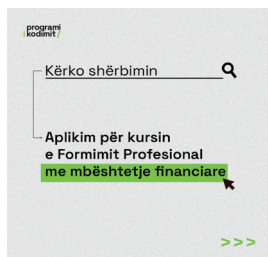 programi
i kodimit /
Kërko shërbimin
Aplikim për kursin
e Formimit Profesional
me mbështetje financiare
>>>